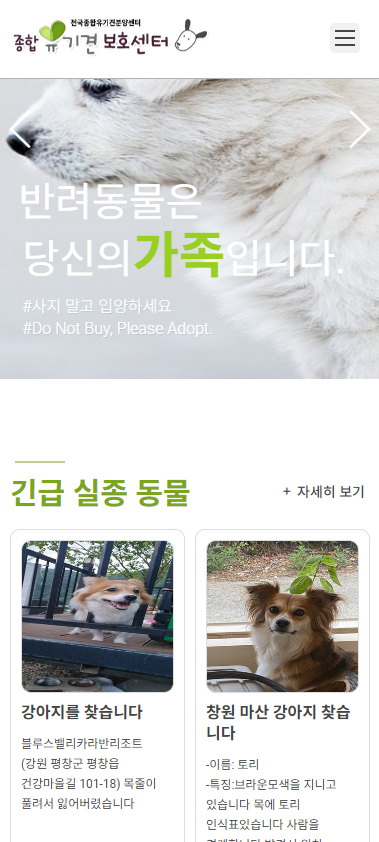 전국종합유기견분양센터
종합 유기견 보호센터
반려동물은
당신의가족입니다.
#사지 말고 입양하세요
#Do Not Buy, Please Adopt.
긴급 실종 동물
+ 자세히 보기
강아지를 찾습니다
블루스밸리카라반리조트
(강원 평창군 평창읍
건강마을길 101-18) 목줄이
풀려서 잃어버렸습니다
창원 마산 강아지 찾습
니다
-이름: 토리
-특징:브라운모색을 지니고
있습니다 목에 토리
인식표있습니다 사람을